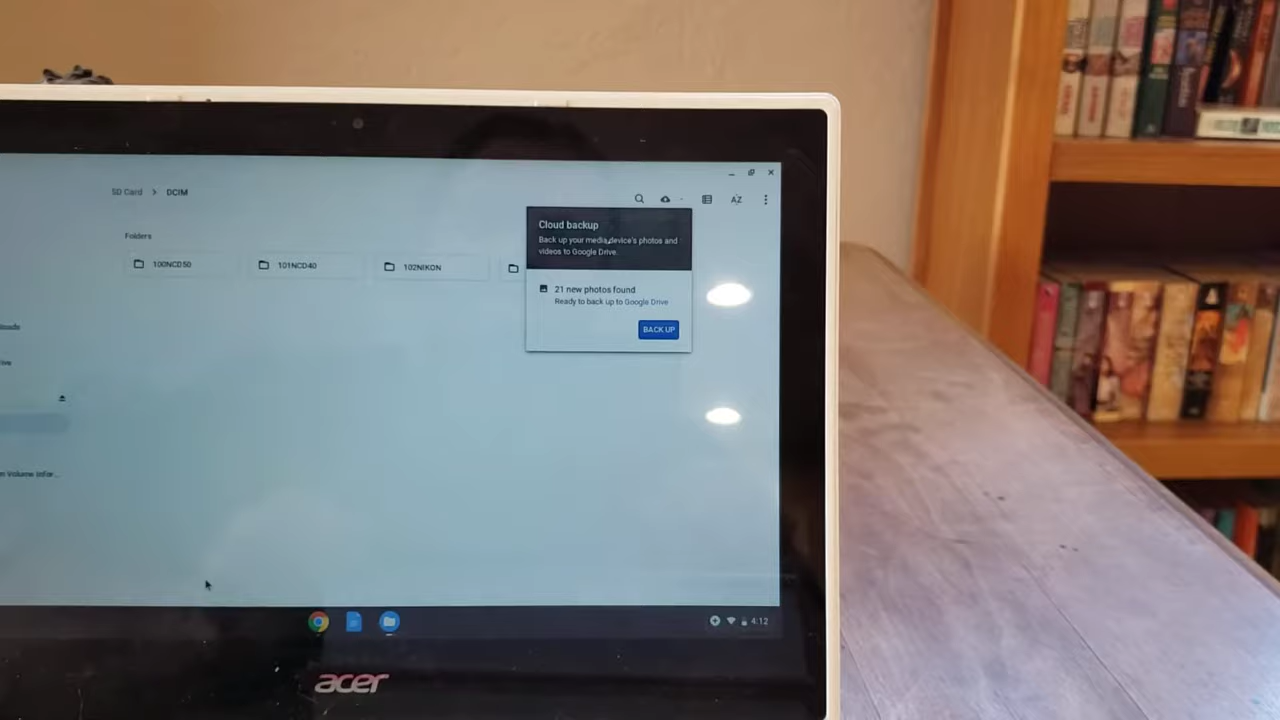 SD Card > DCIM
AZ
Folders
100NCD50
101NCD40
102NIKON
Cloud backup
Back up your media device's photos and
videos to Google Drive.
21 new photos found
Ready to back up to Google Drive
BACK UP
4:12
acer